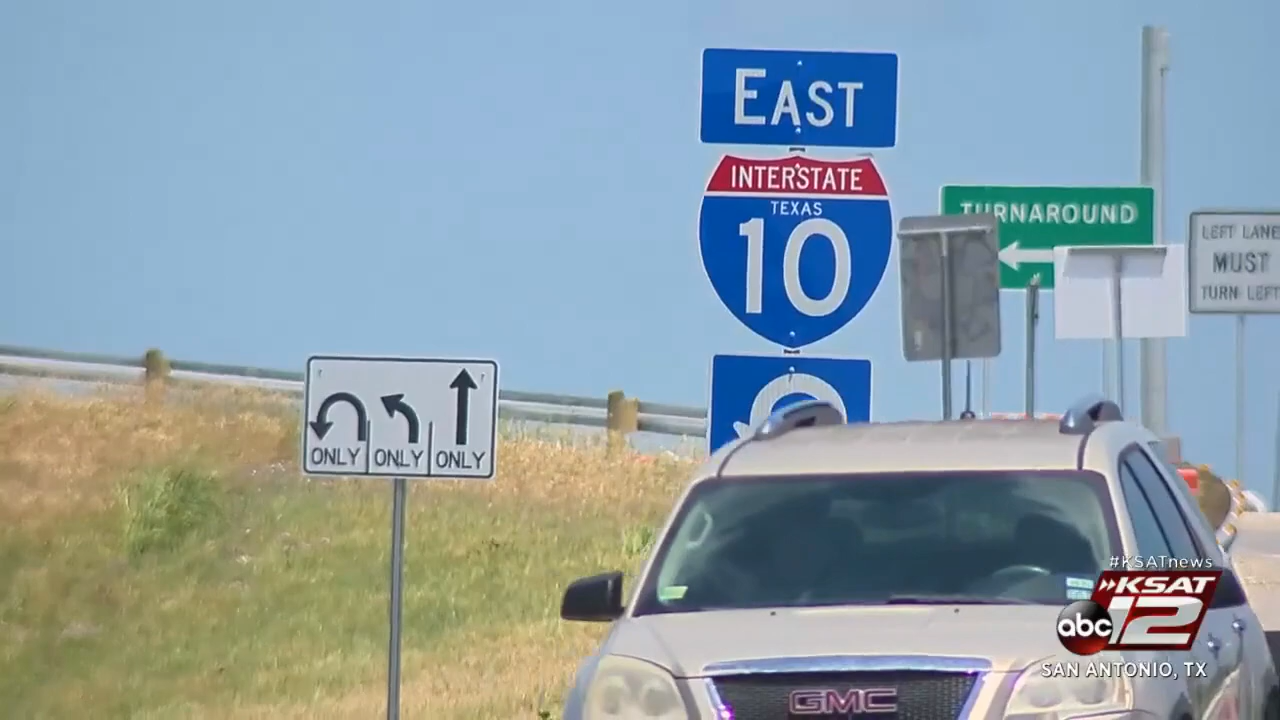 EAST
INTERSTATE
TEXAS
10
TURNAROUND
LEFT LANE
MUST
TURN LEFT
ONLY ONLY ONLY
GMC
#KSATnews
KSAT
12
abc
SAN ANTONIO, TX